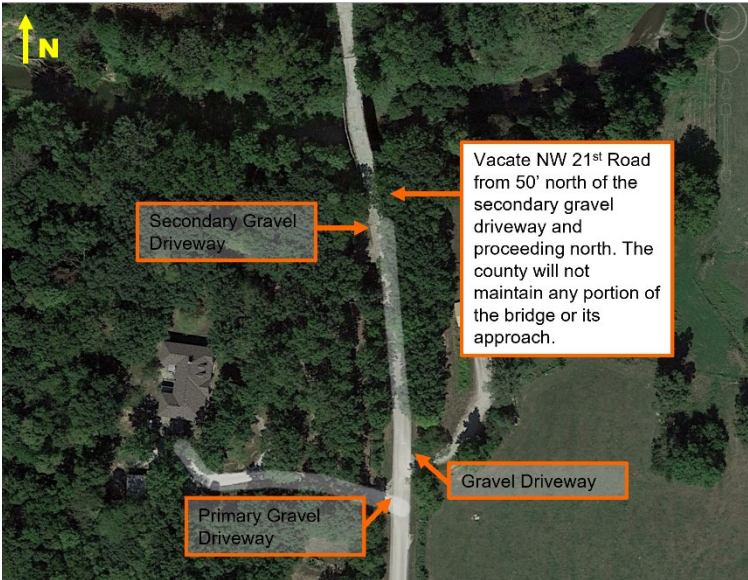 N
Vacate NW 21st Road
from 50’ north of the
secondary gravel
driveway and
proceeding north. The
county will not
maintain any portion of
the bridge or its
approach.
Secondary Gravel
Driveway
Gravel Driveway
Primary Gravel
Driveway